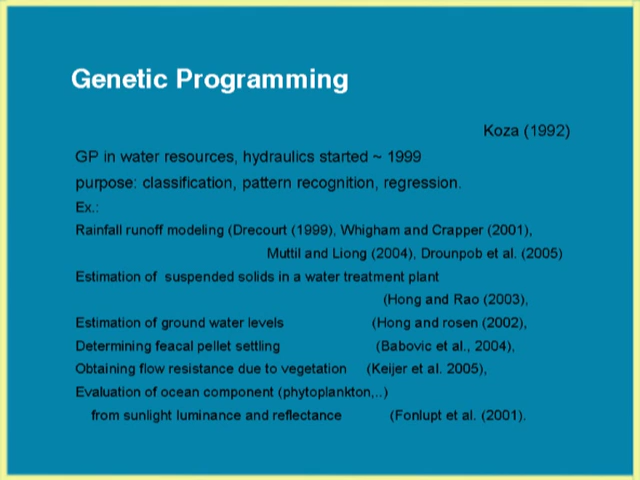 Genetic Programming
Koza (1992)
GP in water resources, hydraulics started ~ 1999
purpose: classification, pattern recognition, regression.
Ex.:
Rainfall runoff modeling (Drecourt (1999), Whigham and Crapper (2001),
Muttil and Liong (2004), Drounpob et al. (2005)
Estimation of suspended solids in a water treatment plant
(Hong and Rao (2003),
Estimation of ground water levels (Hong and rosen (2002),
Determining feacal pellet settling (Babovic et al., 2004),
Obtaining flow resistance due to vegetation (Keijer et al. 2005),
Evaluation of ocean component (phytoplankton,..)
from sunlight luminance and reflectance (Fonlupt et al. (2001).